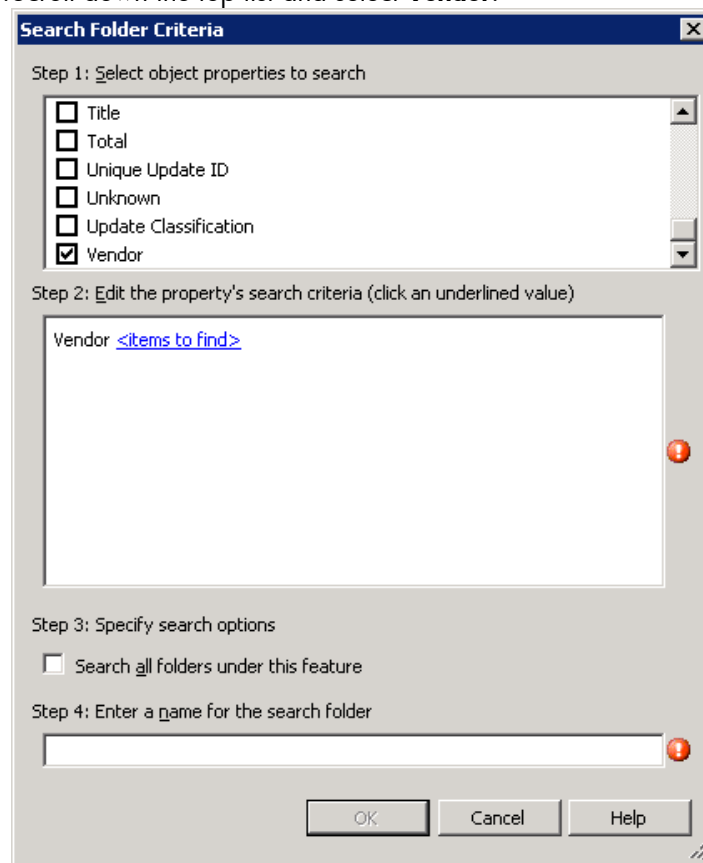 Search Folder Criteria
Step 1: Select object properties to search
Title
Total
Unique Update ID
Unknown
Update Classification
Vendor
Step 2: Edit the property's search criteria (click an underlined value)
Vendor <items to find>
Step 3: Specify search options
Search all folders under this feature
Step 4: Enter a name for the search folder
OK Cancel Help